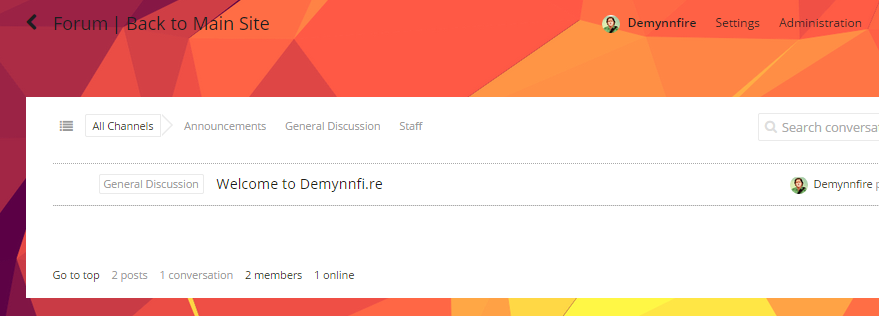 Forum | Back to Main Site
Demynnfire Settings Administration
All Channels Announcements General Discussion Staff
Search conversa
General Discussion Welcome to Demynnfi.re
Demynnfire p
Go to top 2 posts 1 conversation 2 members 1 online